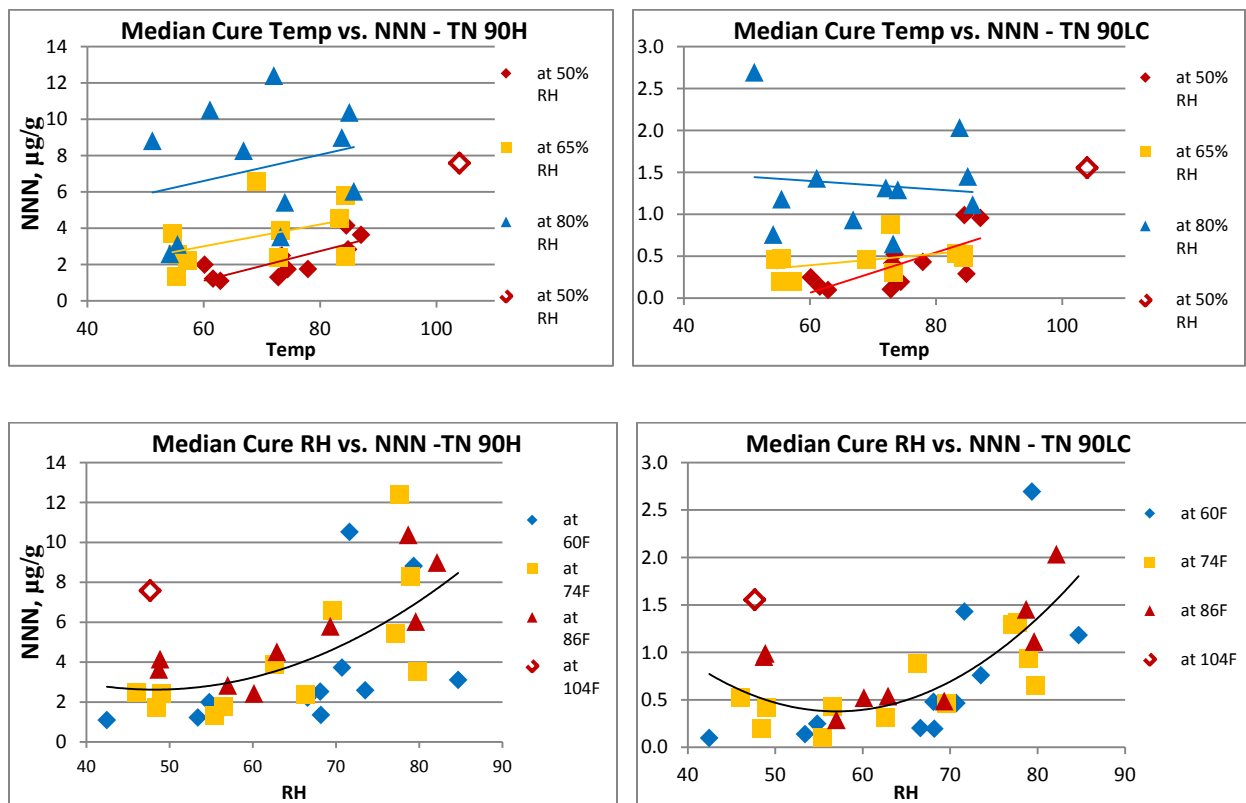 Median Cure Temp vs. NNN - TN 90H
NNN, µg/g
14
12
10
8
6
4
2
0
40
60
80
100
Temp
at 50%
RH
at 65%
RH
at 80%
RH
at 50%
RH
Median Cure Temp vs. NNN - TN 90LC
3.0
2.5
2.0
1.5
1.0
0.5
0.0
40
60
80
100
Temp
at 50%
RH
at 65%
RH
at 80%
RH
at 50%
RH
Median Cure RH vs. NNN -TN 90H
NNN, µg/g
14
12
10
8
6
4
2
0
40
50
60
70
80
90
RH
at
60F
at
74F
at
86F
at
104F
Median Cure RH vs. NNN - TN 90LC
3.0
2.5
2.0
1.5
1.0
0.5
0.0
40
50
60
70
80
90
RH
at 60F
at 74F
at 86F
at 104F